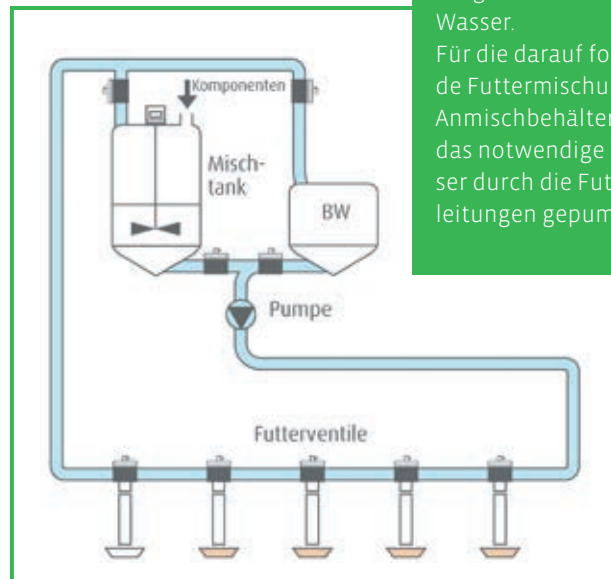 Wasser.
Für die darauf fo
de Futtermischu
Anmischbehälter
das notwendige
ser durch die Fut
leitungen gepum
Komponenten
Misch-
tank
BW
Pumpe
Futterventile